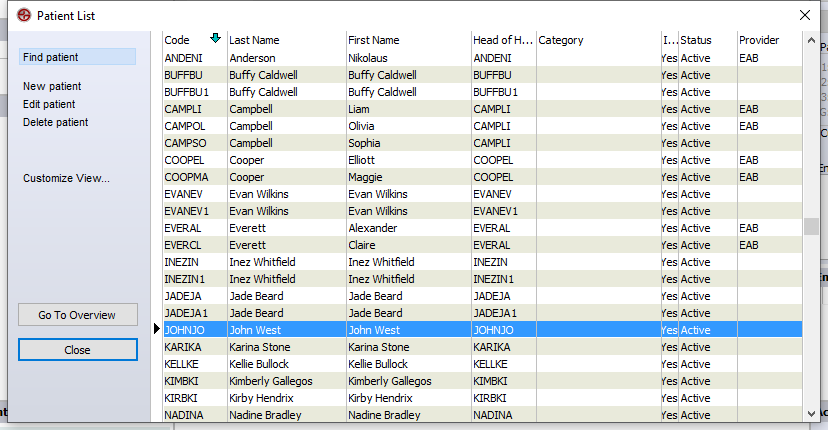 Patient List
Find patient
New patient
Edit patient
Delete patient
Customize View...
Go To Overview
Close
Code Last Name First Name Head of H... Category I... Status Provider
ANDENI Anderson Nikolaus ANDENI Yes Active EAB
BUFFBU Buffy Caldwell Buffy Caldwell BUFFBU Yes Active
BUFFBU1 Buffy Caldwell Buffy Caldwell BUFFBU1 Yes Active
CAMPLI Campbell Liam CAMPLI Yes Active EAB
CAMPOL Campbell Olivia CAMPLI Yes Active EAB
CAMPSO Campbell Sophia CAMPLI Yes Active
COOPEL Cooper Elliott COOPEL Yes Active EAB
COOPMA Cooper Maggie COOPEL Yes Active EAB
EVANEV Evan Wilkins Evan Wilkins EVANEV Yes Active
EVANEV1 Evan Wilkins Evan Wilkins EVANEV1 Yes Active
EVERAL Everett Alexander EVERAL Yes Active EAB
EVERCL Everett Claire EVERAL Yes Active EAB
INEZIN Inez Whitfield Inez Whitfield INEZIN Yes Active
INEZIN1 Inez Whitfield Inez Whitfield INEZIN1 Yes Active
JADEJA Jade Beard Jade Beard JADEJA Yes Active
JADEJA1 Jade Beard Jade Beard JADEJA1 Yes Active
JOHNJO John West John West JOHNJO Yes Active
KARIKA Karina Stone Karina Stone KARIKA Yes Active
KELLKE Kellie Bullock Kellie Bullock KELLKE Yes Active
KIMBKI Kimberly Gallegos Kimberly Gallegos KIMBKI Yes Active
KIRBKI Kirby Hendrix Kirby Hendrix KIRBKI Yes Active
NADINA Nadine Bradley Nadine Bradley NADINA Yes Active